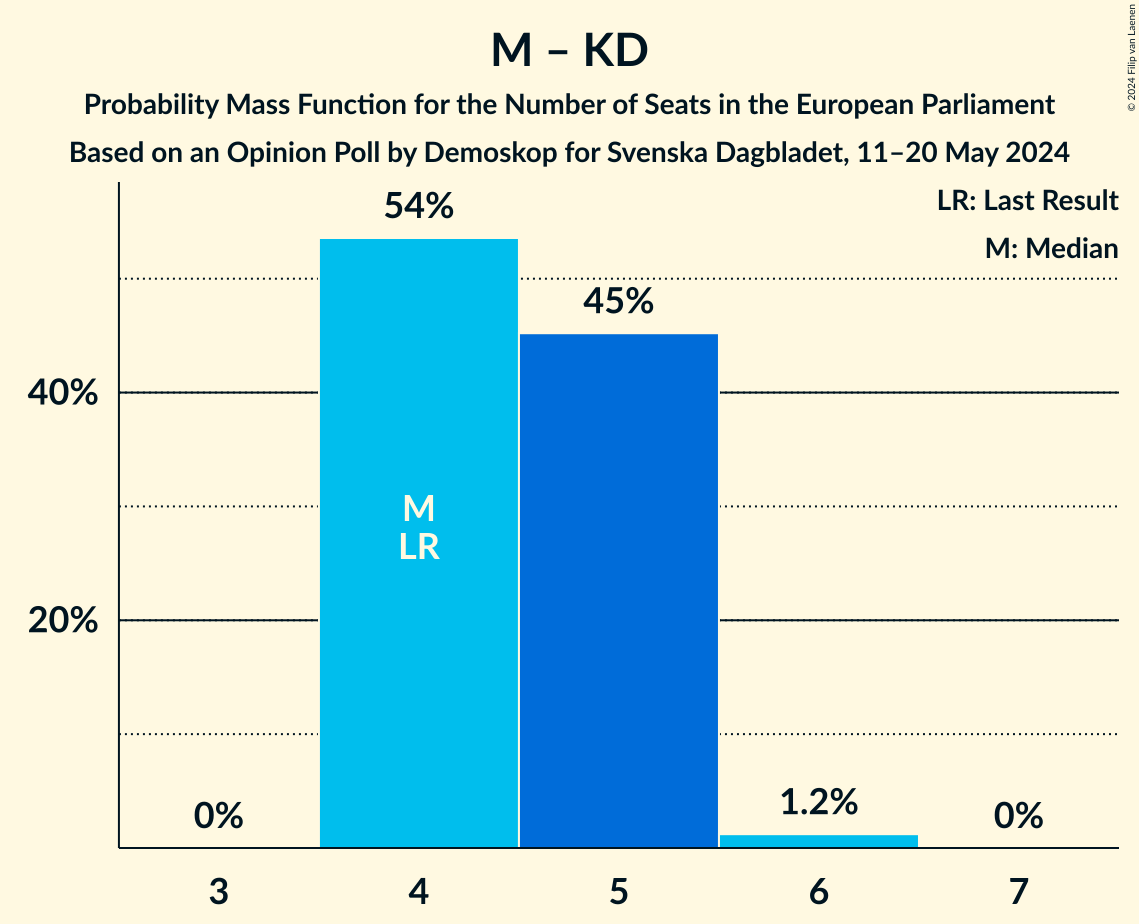 M – KD
Probability Mass Function for the Number of Seats in the European Parliament
Based on an Opinion Poll by Demoskop for Svenska Dagbladet, 11–20 May 2024
© 2024 Filip van Laenen
LR: Last Result
M: Median
54%
45%
40%
M
LR
20%
0%
1.2%
0%
3 4 5 6 7